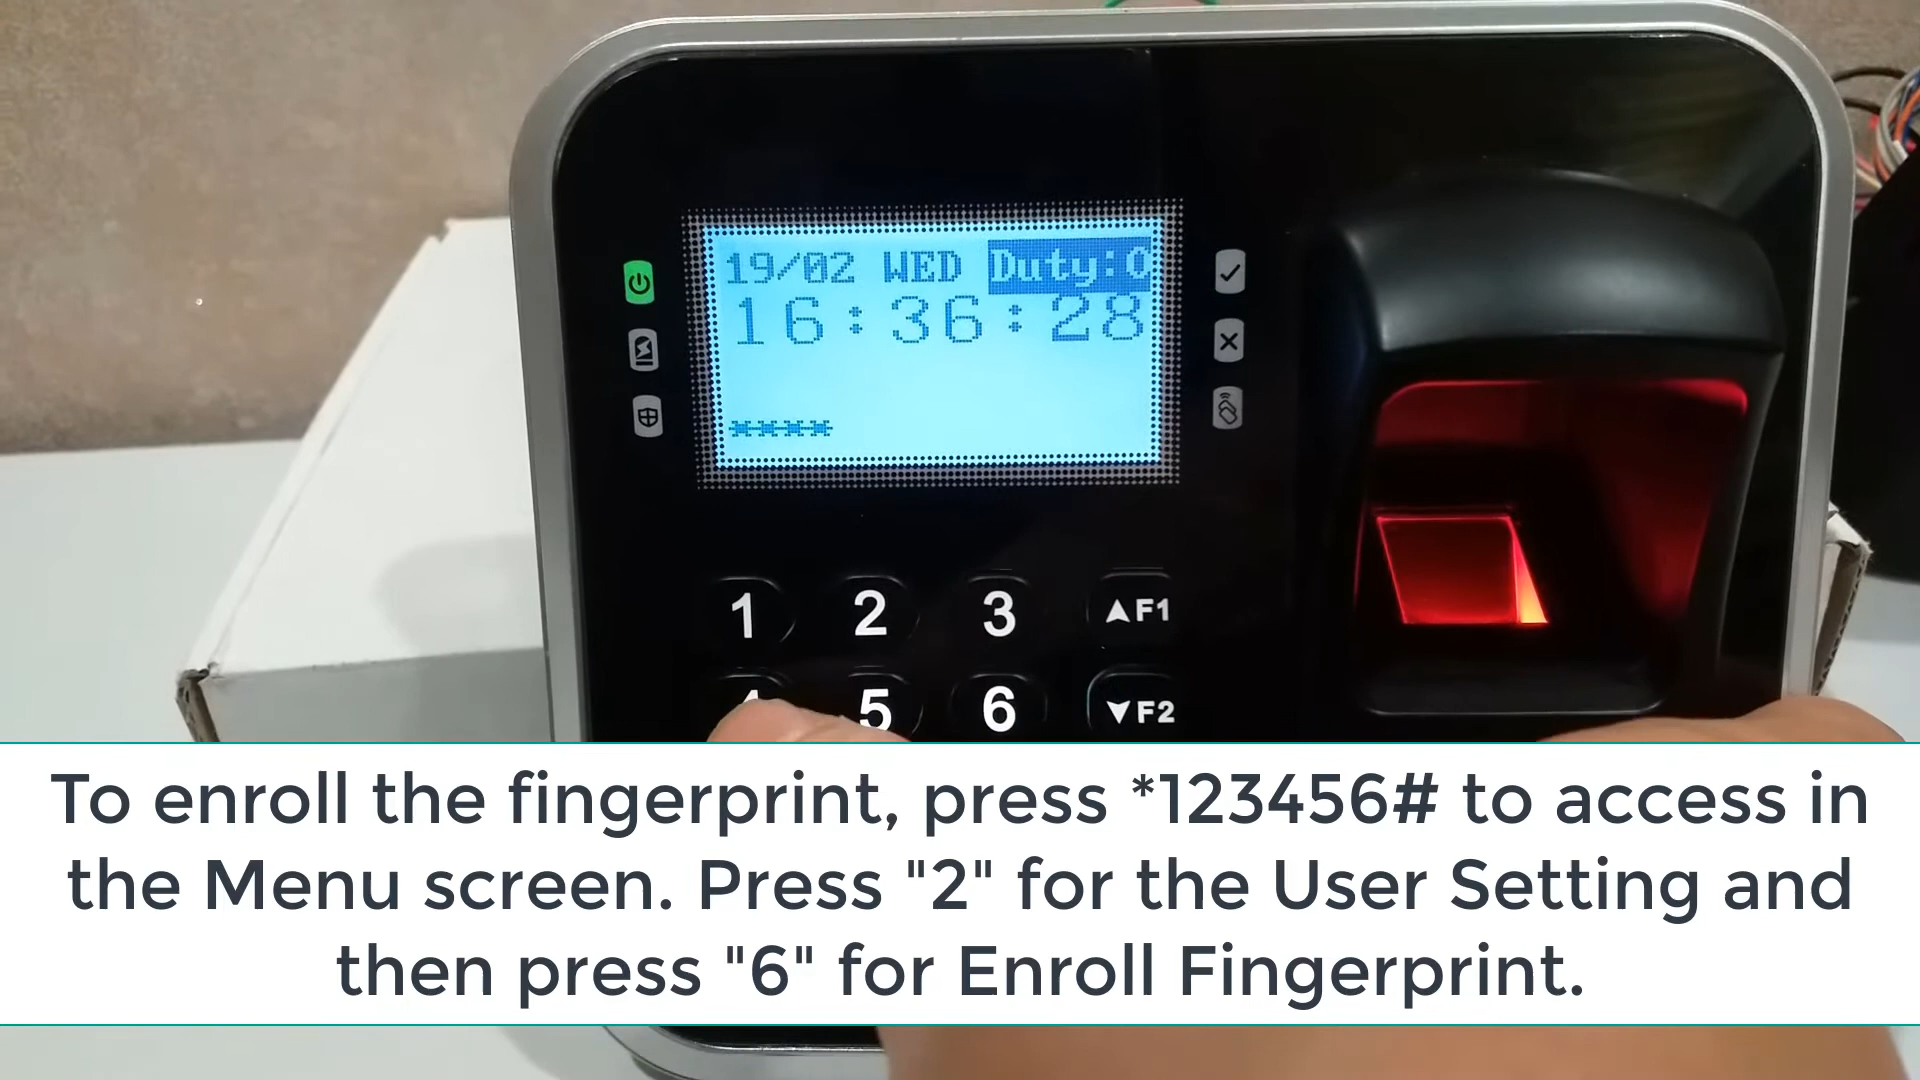 19/02 WED Duty:0
16:36:28
****
1 2 3 ▲F1
5 6 ▼F2
To enroll the fingerprint, press *123456# to access in
the Menu screen. Press "2" for the User Setting and
then press "6" for Enroll Fingerprint.